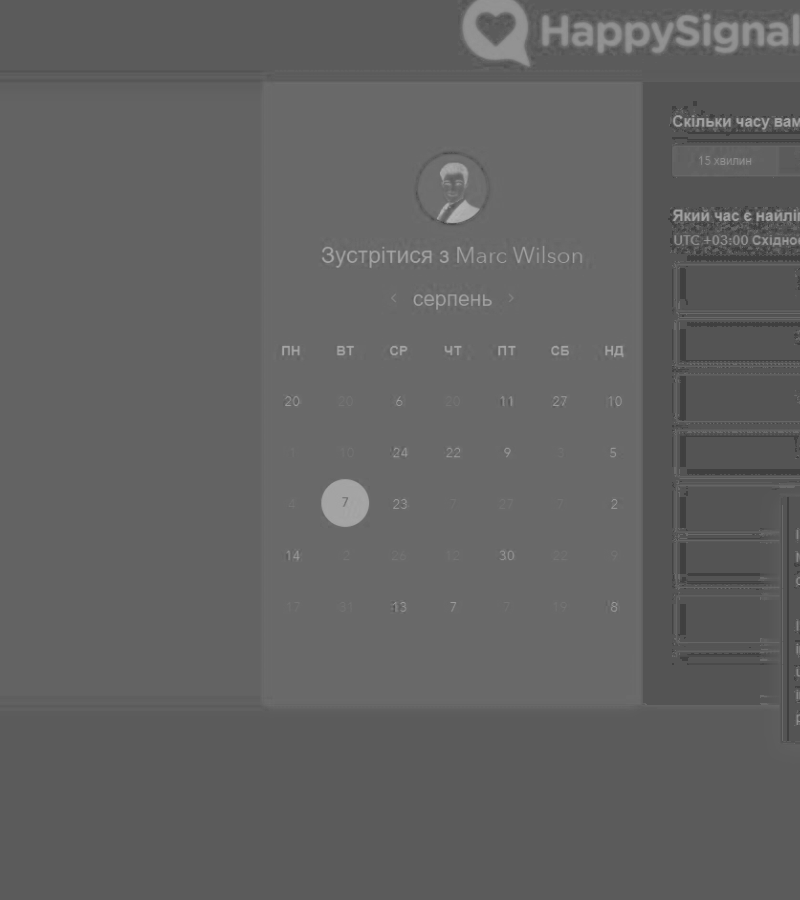 HappySignal
Зустрітися з Marc Wilson
серпень
ПН ВТ СР ЧТ ПТ СБ НД
20 20 6 20 11 27 10
1 10 24 22 9 3 5
4 7 23 7 27 2 2
14 2 26 12 30 22 9
17 31 13 7 7 19 8
Скільки часу вам
15 хвилин
Який час є найлі
UTC +03:00 Східно